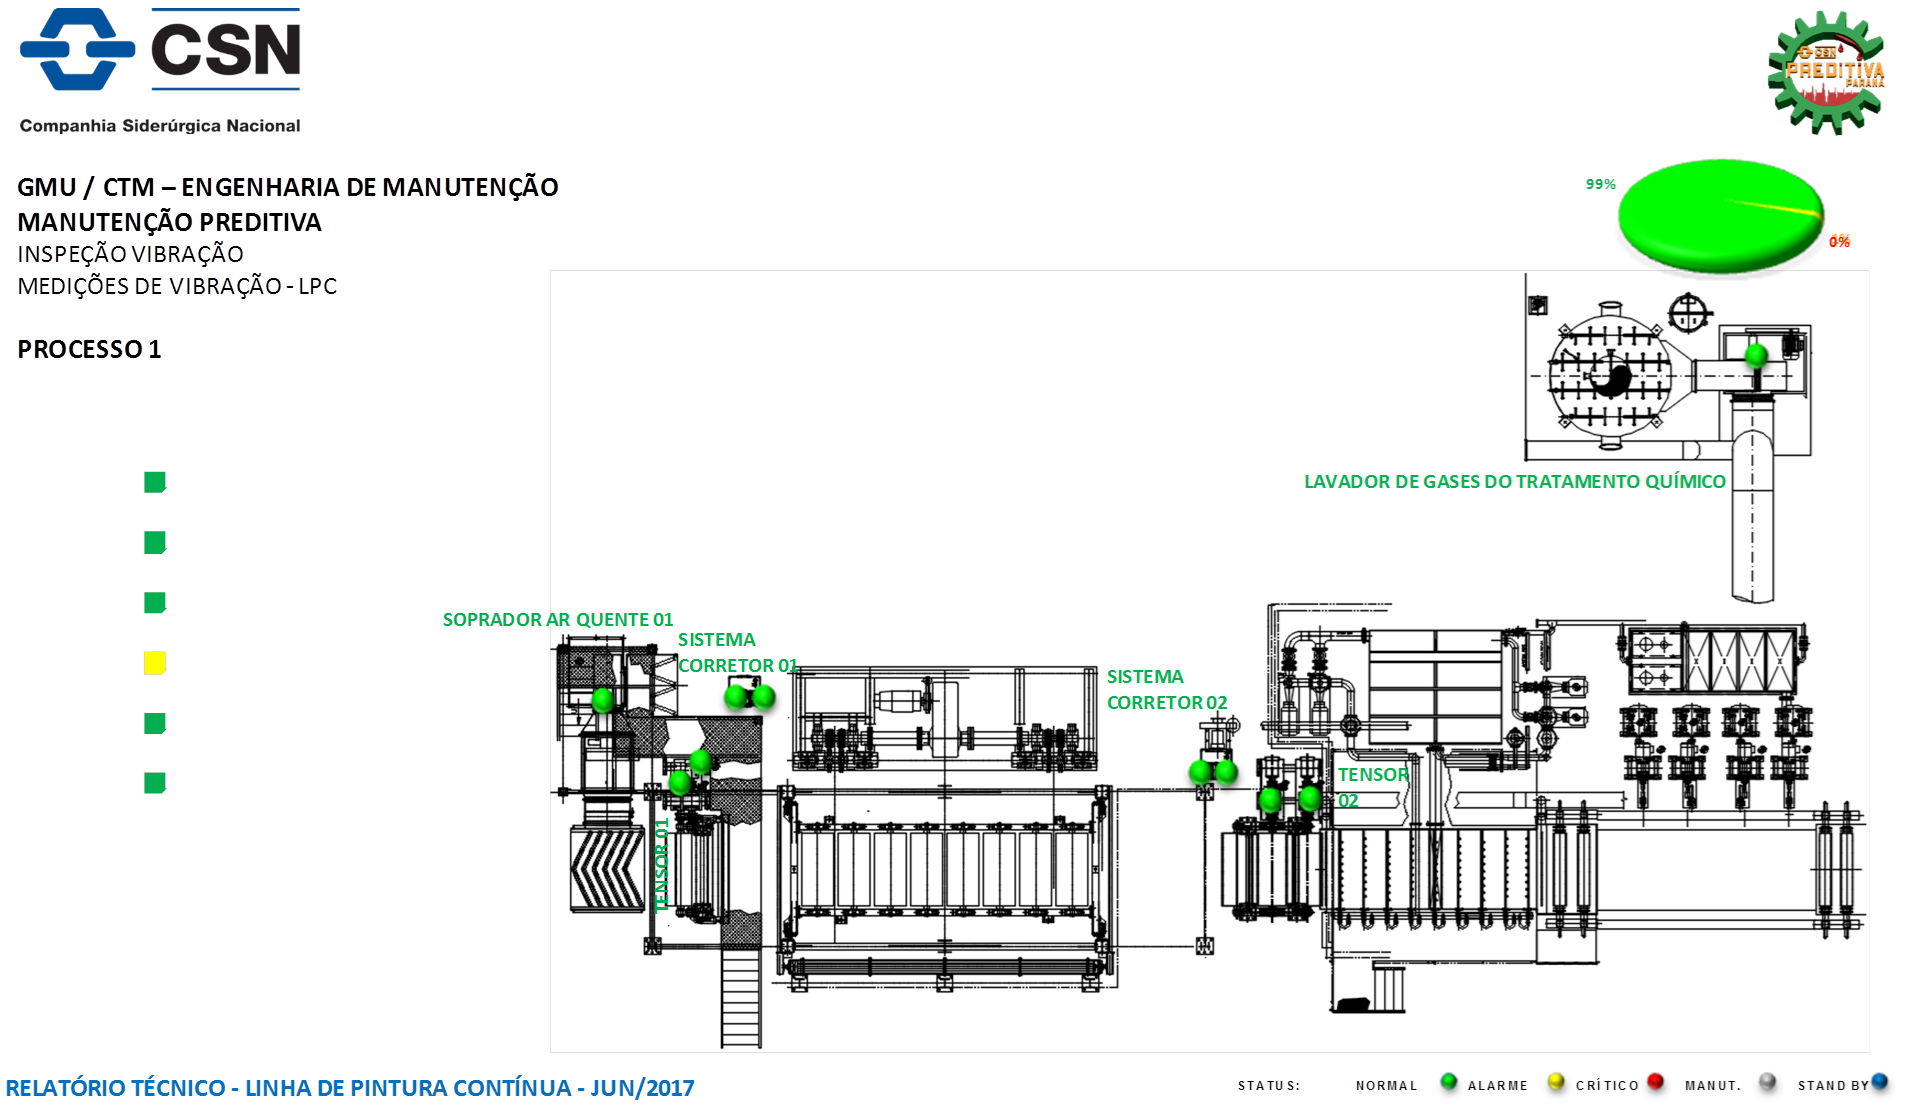 CSN
Companhia Siderúrgica Nacional
CSN
PREDITIVA
PARANÁ
GMU / CTM – ENGENHARIA DE MANUTENÇÃO
MANUTENÇÃO PREDITIVA
INSPEÇÃO VIBRAÇÃO
MEDIÇÕES DE VIBRAÇÃO - LPC
PROCESSO 1
99%
0%
LAVADOR DE GASES DO TRATAMENTO QUÍMICO
SOPRADOR AR QUENTE 01
SISTEMA
CORRETOR 01
SISTEMA
CORRETOR 02
TENSOR
02
TENSOR 01
RELATÓRIO TÉCNICO - LINHA DE PINTURA CONTÍNUA - JUN/2017
STATUS: NORMAL ALARME CRÍTICO MANUT. STAND BY